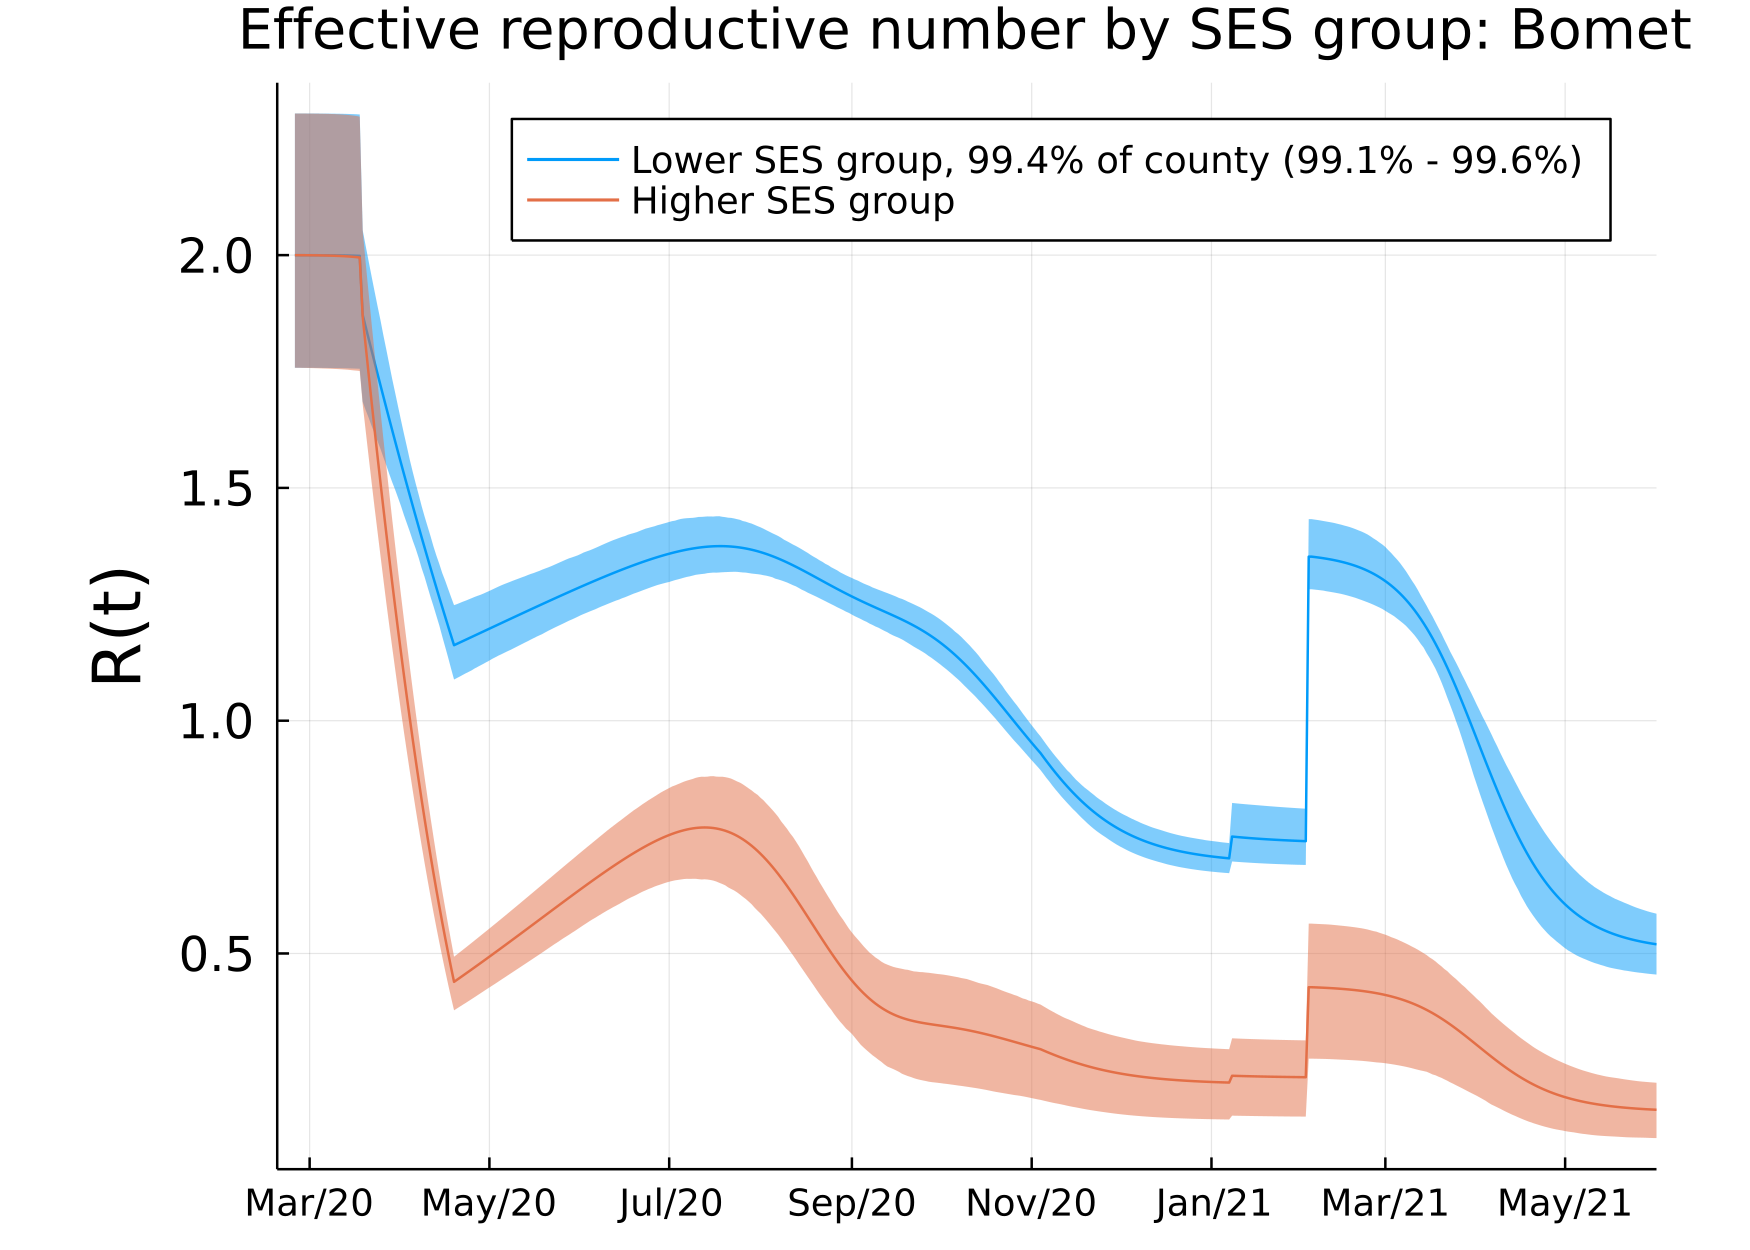 Effective reproductive number by SES group: Bomet
Lower SES group, 99.4% of county (99.1% - 99.6%)
Higher SES group
R(t)
2.0
1.5
1.0
0.5
Mar/20 May/20 Jul/20 Sep/20 Nov/20 Jan/21 Mar/21 May/21